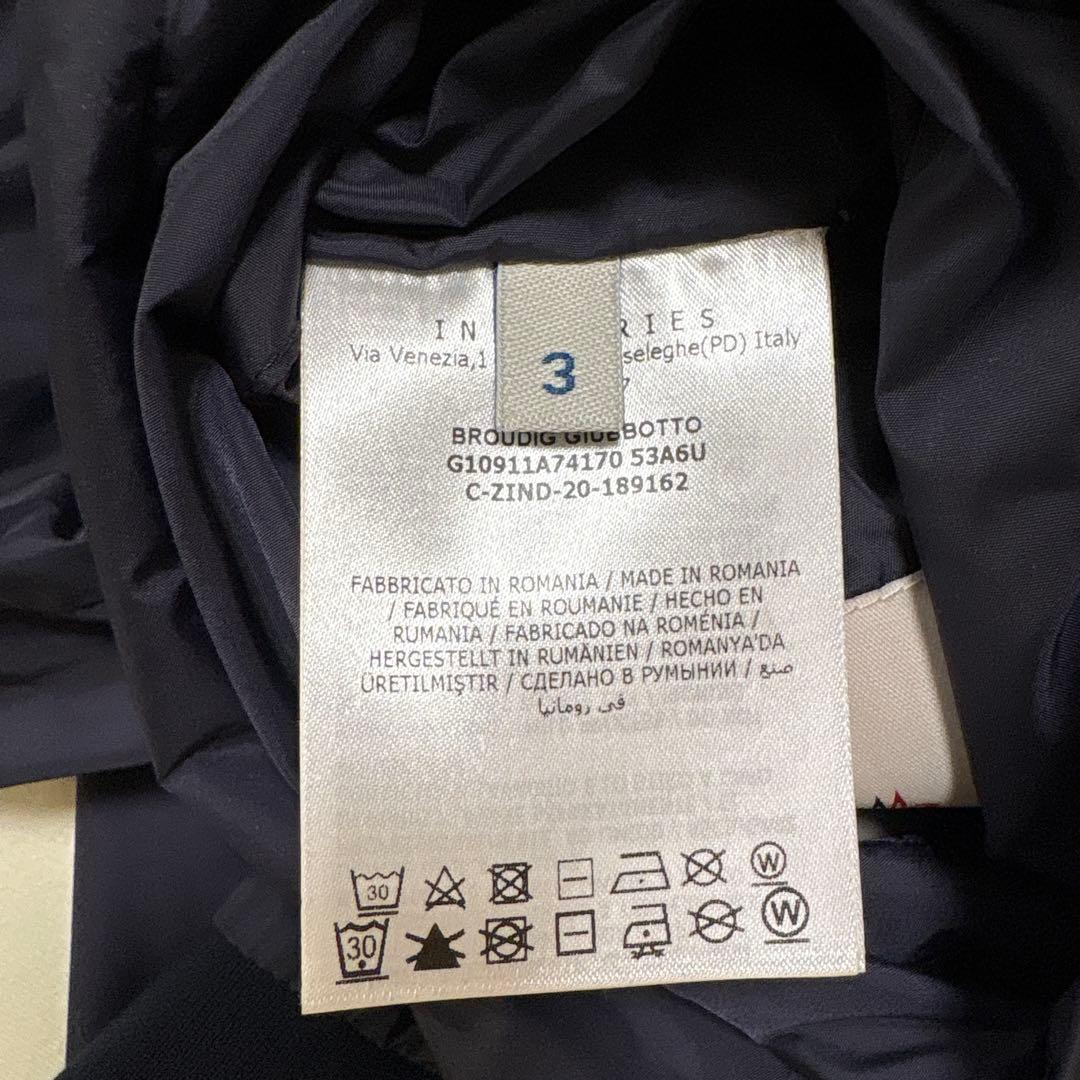 IN RIES
Via Venezia,1 seleghe(PD) Italy
7
3
BROUDIG GIUBBOTTO
G10911A74170 53A6U
C-ZIND-20-189162
FABBRICATO IN ROMANIA / MADE IN ROMANIA
/ FABRIQUÉ EN ROUMANIE / HECHO EN
RUMANIA / FABRICADO NA ROMÉNIA /
HERGESTELLT IN RUMÄNIEN / ROMANYA'DA
ÜRETILMIŞTIR / СДЕЛАНО В РУМЫНИИ / صنع
في رومانيا
30 W
30 W